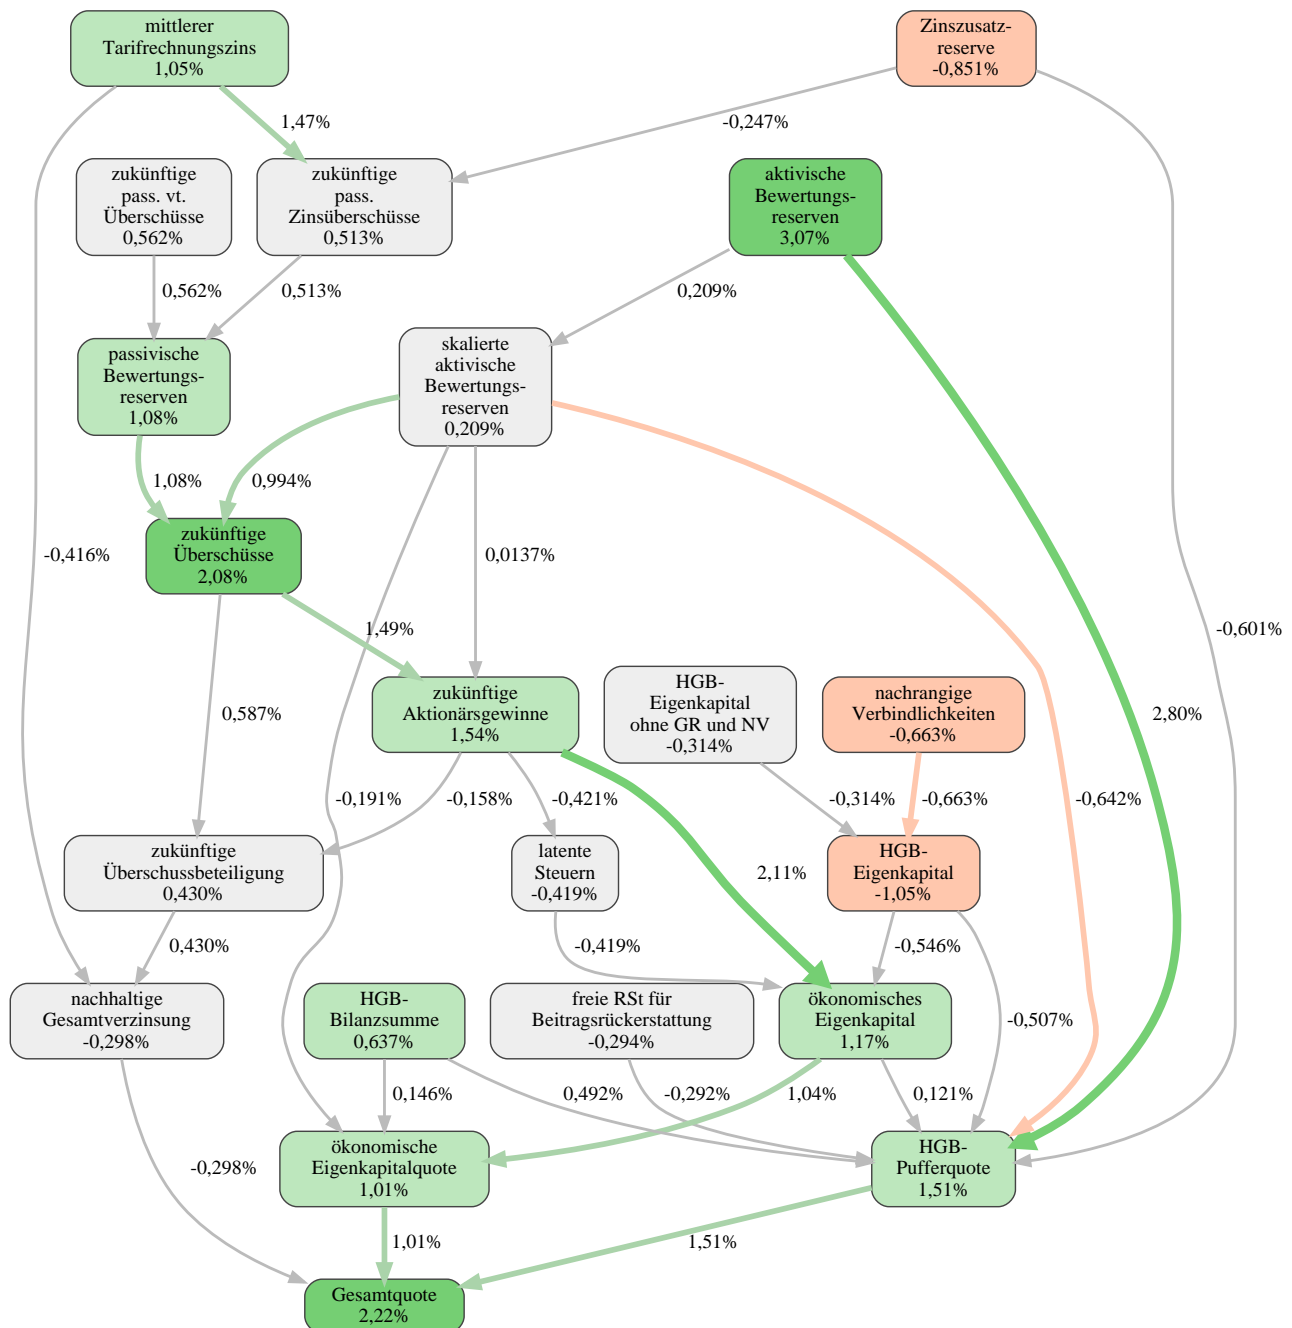 mittlerer
Tarifrechnungszins
1,05%
Zinszusatz-
reserve
-0,851%
1,47%
-0,247%
zukünftige
pass. vt.
Überschüsse
0,562%
zukünftige
pass.
Zinsüberschüsse
0,513%
aktivische
Bewertungs-
reserven
3,07%
0,562%
0,513%
0,209%
passivische
Bewertungs-
reserven
1,08%
skalierte
aktivische
Bewertungs-
reserven
0,209%
1,08%
0,994%
zukünftige
Überschüsse
2,08%
-0,416%
0,0137%
1,49%
-0,601%
zukünftige
Aktionärsgewinne
1,54%
HGB-
Eigenkapital
ohne GR und NV
-0,314%
nachrangige
Verbindlichkeiten
-0,663%
0,587%
2,80%
-0,191%
-0,158%
-0,421%
-0,314%
-0,663%
-0,642%
zukünftige
Überschussbeteiligung
0,430%
latente
Steuern
-0,419%
2,11%
HGB-
Eigenkapital
-1,05%
0,430%
-0,419%
-0,546%
nachhaltige
Gesamtverzinsung
-0,298%
HGB-
Bilanzsumme
0,637%
freie RSt für
Beitragsrückerstattung
-0,294%
ökonomisches
Eigenkapital
1,17%
-0,507%
0,146%
0,492%
-0,292%
1,04%
0,121%
-0,298%
ökonomische
Eigenkapitalquote
1,01%
HGB-
Pufferquote
1,51%
1,01%
1,51%
Gesamtquote
2,22%